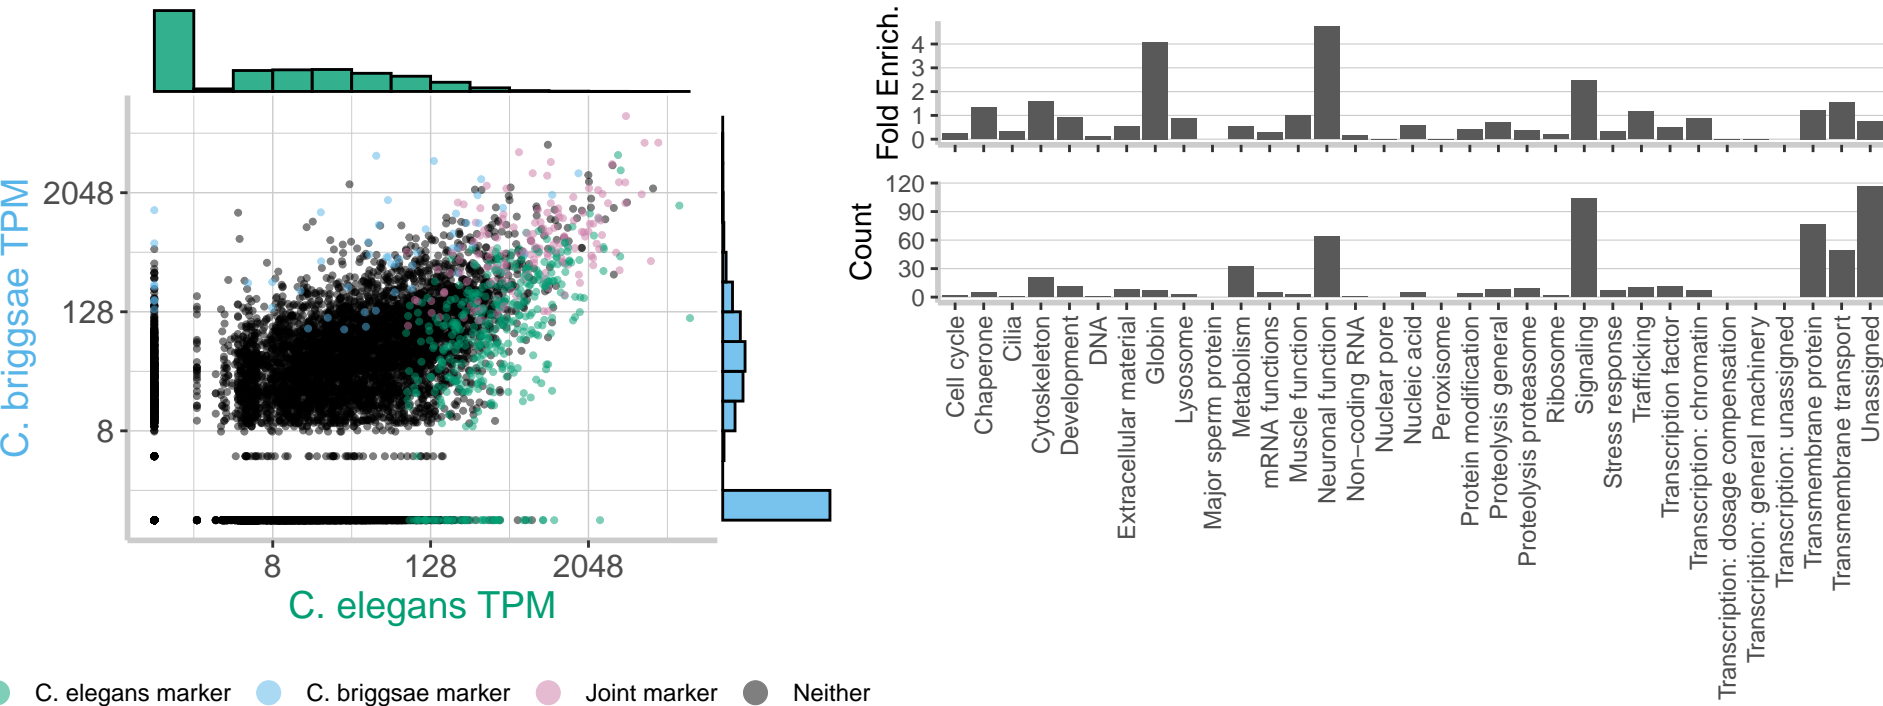 C. briggsae TPM
2048
128
8
8
128
2048
C. elegans TPM
C. elegans marker
C. briggsae marker
Joint marker
Neither
Fold Enrich.
4
3
2
1
0
Count
120
90
60
30
0
Cell cycle
Chaperone
Cilia
Cytoskeleton
Development
DNA
Extracellular material
Globin
Lysosome
Major sperm protein
Metabolism
mRNA functions
Muscle function
Neuronal function
Non−coding RNA
Nuclear pore
Nucleic acid
Peroxisome
Protein modification
Proteolysis general
Proteolysis proteasome
Ribosome
Signaling
Stress response
Trafficking
Transcription factor
Transcription: chromatin
Transcription: dosage compensation
Transcription: general machinery
Transcription: unassigned
Transmembrane protein
Transmembrane transport
Unassigned